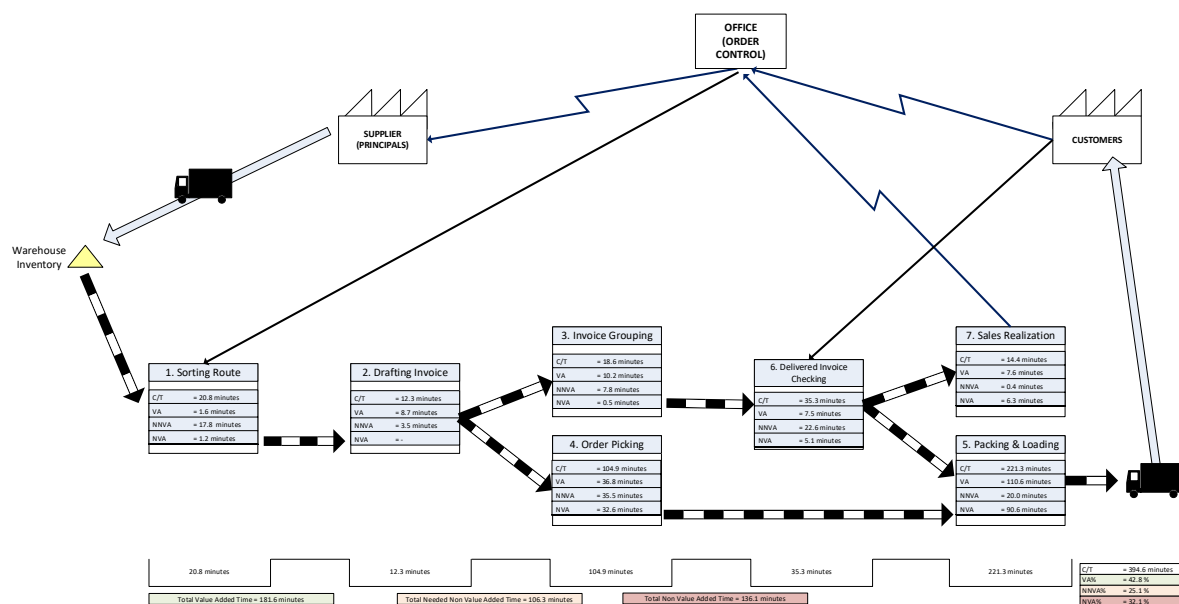 OFFICE
(ORDER
CONTROL)
SUPPLIER
(PRINCIPALS)
CUSTOMERS
Warehouse
Inventory
1. Sorting Route
C/T = 20.8 minutes
VA = 1.6 minutes
NNVA = 17.8 minutes
NVA = 1.2 minutes
2. Drafting Invoice
C/T = 12.3 minutes
VA = 8.7 minutes
NNVA = 3.5 minutes
NVA = -
3. Invoice Grouping
C/T = 18.6 minutes
VA = 10.2 minutes
NNVA = 7.8 minutes
NVA = 0.5 minutes
4. Order Picking
C/T = 104.9 minutes
VA = 36.8 minutes
NNVA = 35.5 minutes
NVA = 32.6 minutes
6. Delivered Invoice
Checking
C/T = 35.3 minutes
VA = 7.5 minutes
NNVA = 22.6 minutes
NVA = 5.1 minutes
7. Sales Realization
C/T = 14.4 minutes
VA = 7.6 minutes
NNVA = 0.4 minutes
NVA = 6.3 minutes
5. Packing & Loading
C/T = 221.3 minutes
VA = 110.6 minutes
NNVA = 20.0 minutes
NVA = 90.6 minutes
20.8 minutes
12.3 minutes
104.9 minutes
35.3 minutes
221.3 minutes
Total Value Added Time = 181.6 minutes
Total Needed Non Value Added Time = 106.3 minutes
Total Non Value Added Time = 136.1 minutes
C/T = 394.6 minutes
VA% = 42.8 %
NNVA% = 25.1 %
NVA% = 32.1 %